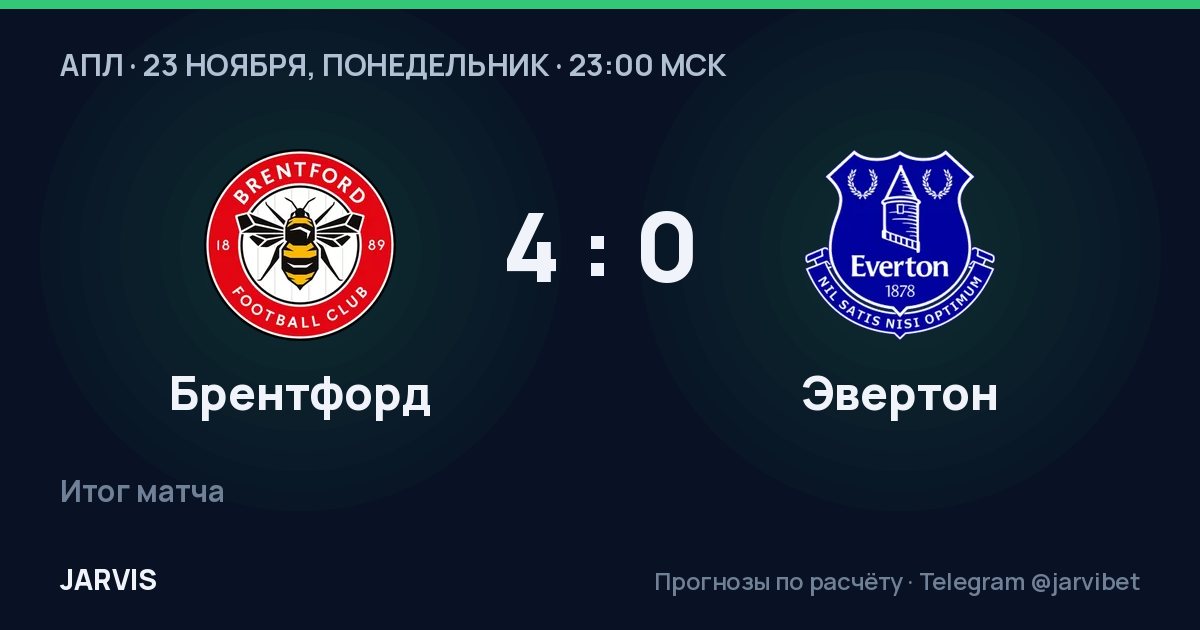 АПЛ · 23 НОЯБРЯ, ПОНЕДЕЛЬНИК · 23:00 МСК
BRENTFORD
18 89
FOOTBALL CLUB
4 : 0
Everton
1878
NIL SATIS NISI OPTIMUM
Брентфорд
Эвертон
Итог матча
JARVIS
Прогнозы по расчёту · Telegram @jarvibet